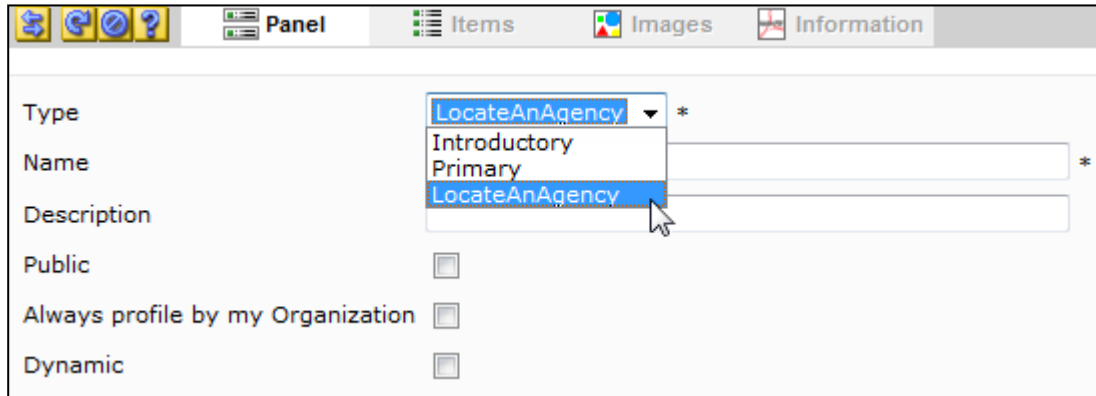 Panel Items Images Information
Type LocateAnAgency *
Introductory
Name Primary *
LocateAnAgency
Description
Public
Always profile by my Organization
Dynamic